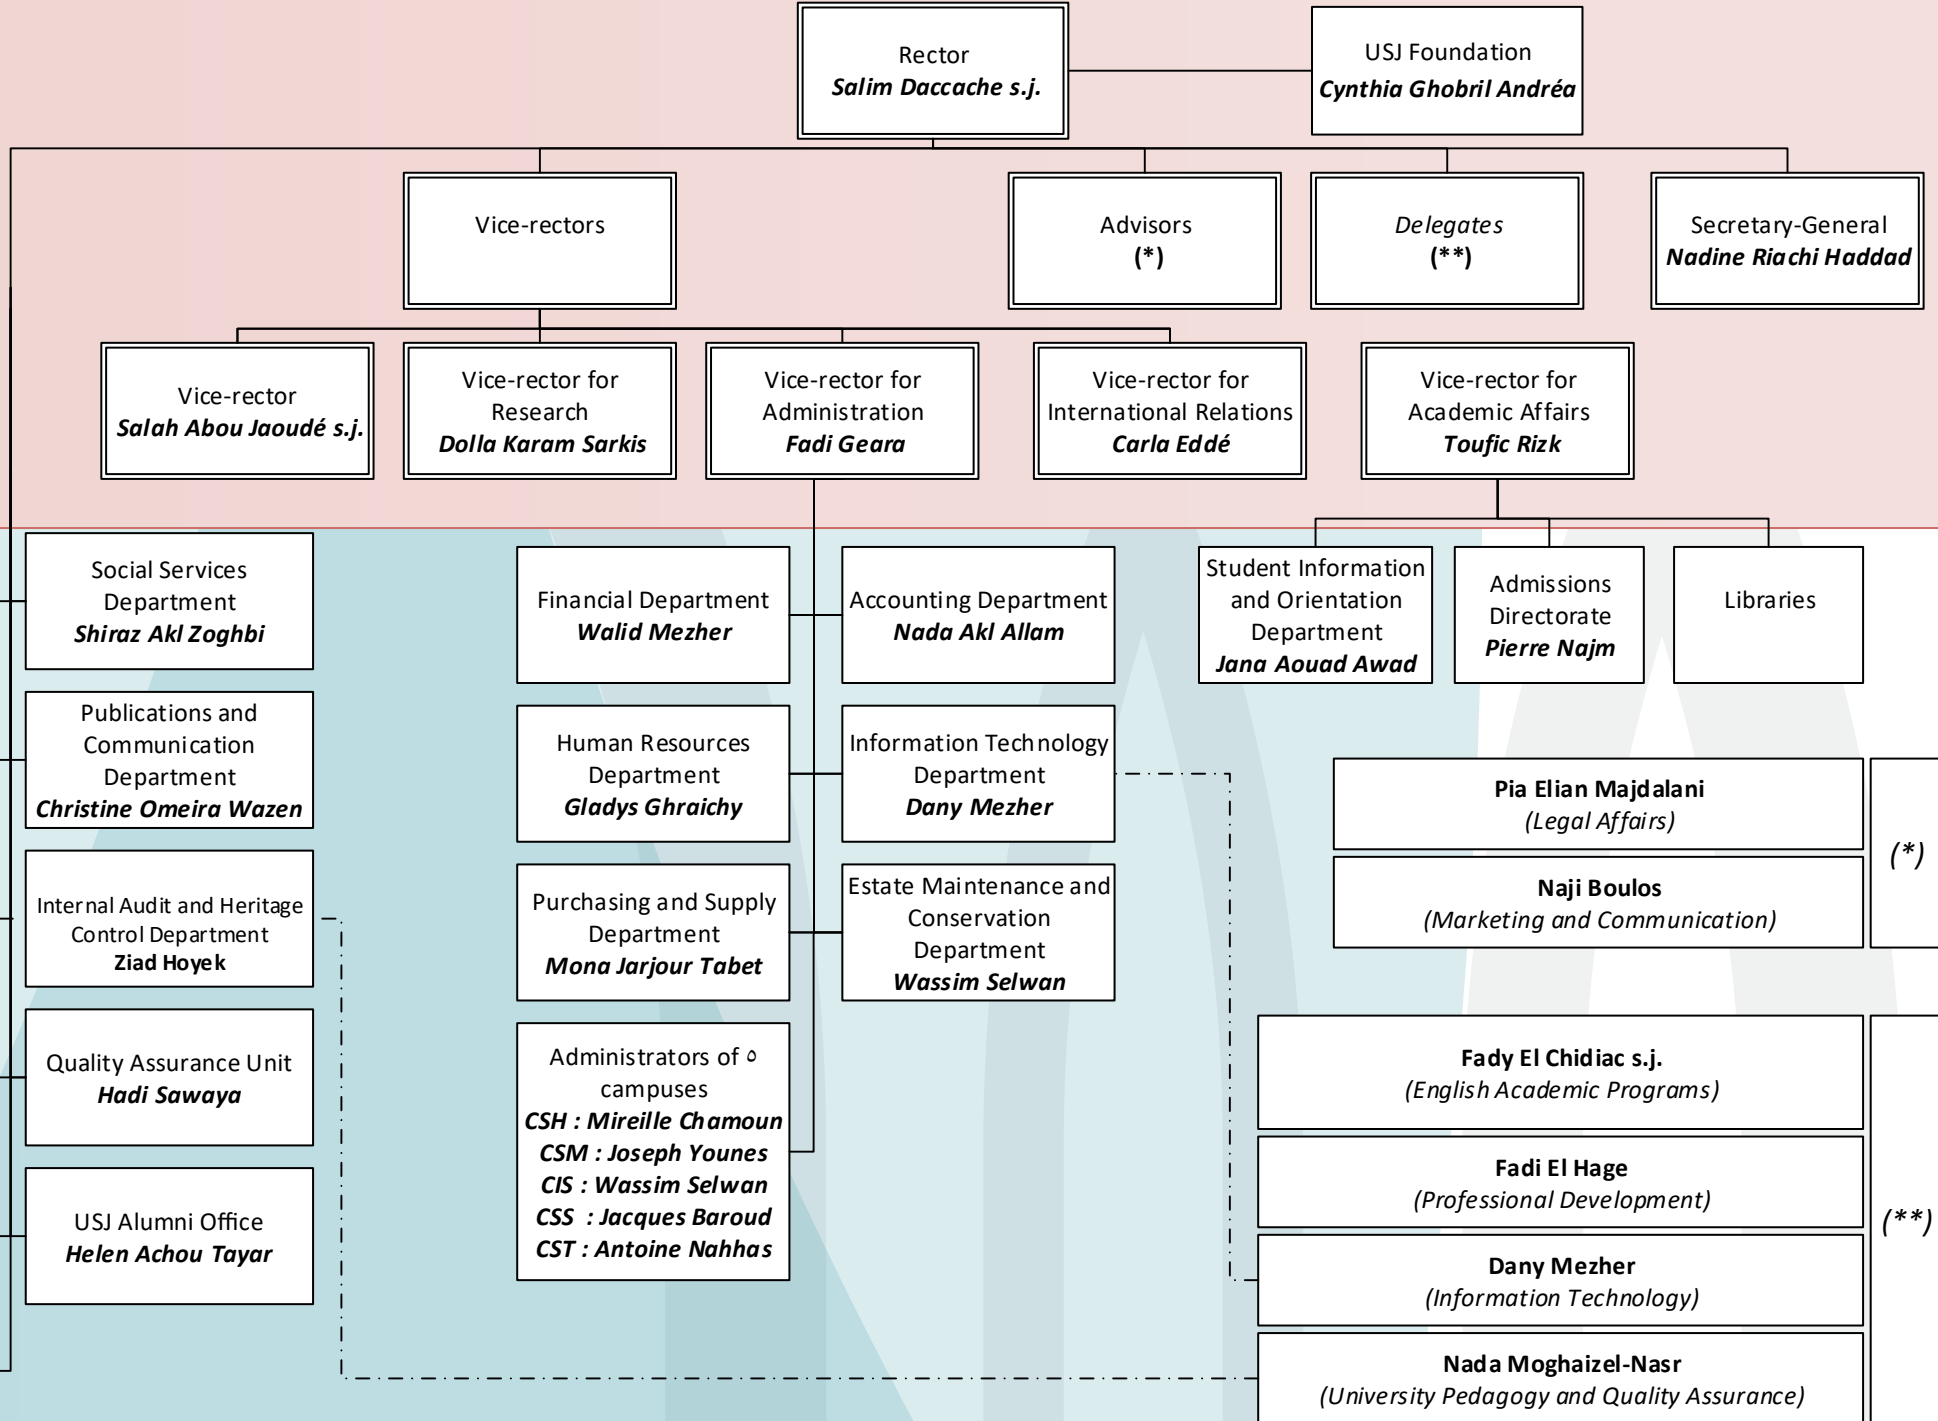 Rector
Salim Daccache s.j.
USJ Foundation
Cynthia Ghobril Andréa
Vice-rectors
Advisors
(*)
Delegates
(**)
Secretary-General
Nadine Riachi Haddad
Vice-rector
Salah Abou Jaoudé s.j.
Vice-rector for
Research
Dolla Karam Sarkis
Vice-rector for
Administration
Fadi Geara
Vice-rector for
International Relations
Carla Eddé
Vice-rector for
Academic Affairs
Toufic Rizk
Social Services
Department
Shiraz Akl Zoghbi
Financial Department
Walid Mezher
Accounting Department
Nada Akl Allam
Student Information
and Orientation
Department
Jana Aouad Awad
Admissions
Directorate
Pierre Najm
Libraries
Publications and
Communication
Department
Christine Omeira Wazen
Human Resources
Department
Gladys Ghraichy
Information Technology
Department
Dany Mezher
Pia Elian Majdalani
(Legal Affairs)
Naji Boulos
(Marketing and Communication)
(*)
Internal Audit and Heritage
Control Department
Ziad Hoyek
Purchasing and Supply
Department
Mona Jarjour Tabet
Estate Maintenance and
Conservation
Department
Wassim Selwan
Quality Assurance Unit
Hadi Sawaya
Administrators of ٥
campuses
CSH : Mireille Chamoun
CSM : Joseph Younes
CIS : Wassim Selwan
CSS : Jacques Baroud
CST : Antoine Nahhas
USJ Alumni Office
Helen Achou Tayar
Fady El Chidiac s.j.
(English Academic Programs)
Fadi El Hage
(Professional Development)
Dany Mezher
(Information Technology)
Nada Moghaizel-Nasr
(University Pedagogy and Quality Assurance)
(**)